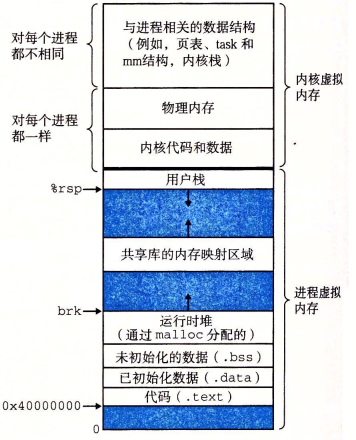 对每个进程
都不相同
与进程相关的数据结构
(例如,页表、task 和
mm结构,内核栈)
内核虚拟
内存
对每个进程
都一样
物理内存
内核代码和数据
用户栈
%rsp
共享库的内存映射区域
进程虚拟
内存
brk
运行时堆
(通过 malloc 分配的)
未初始化的数据(.bss)
已初始化数据(.data)
代码(.text)
0x40000000
0